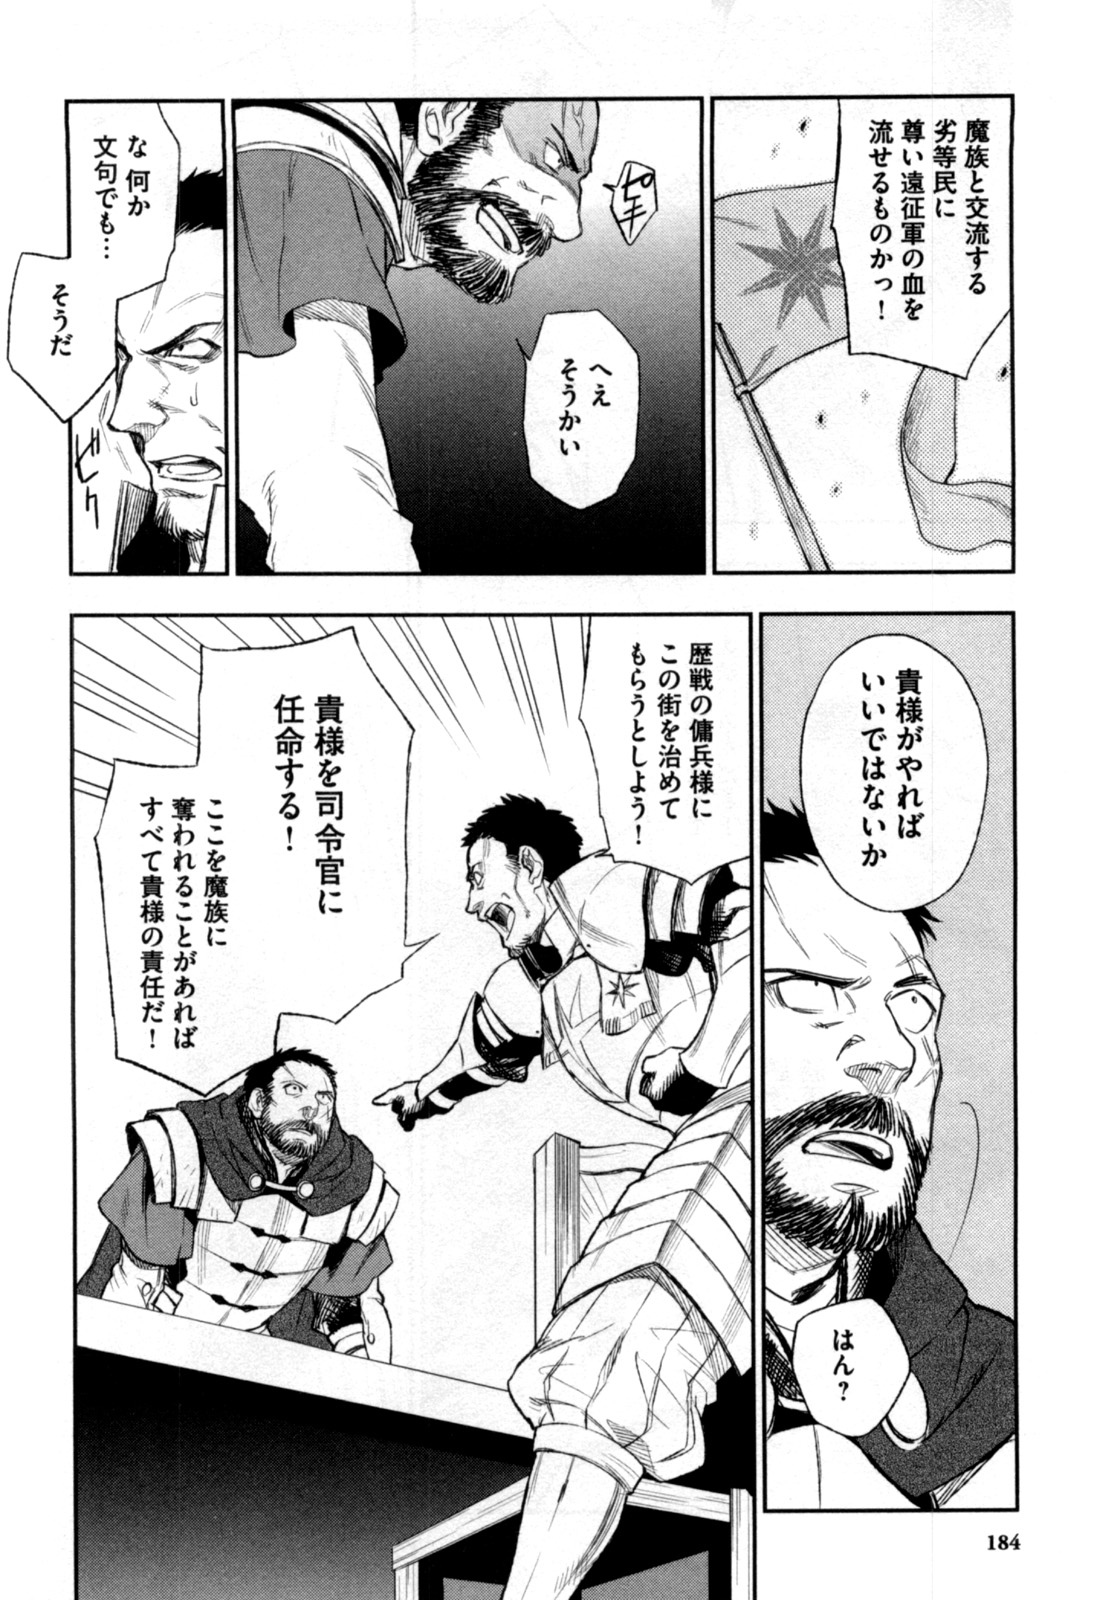 魔族と交流する
劣等民に
尊い遠征軍の血を
流せるものかっ！
ピキ
へえ
そうかい
な 何か
文句でも…
そうだ
ビク
貴様がやれば
いいではないか
はん？
歴戦の傭兵様に
この街を治めて
もらうとしよう！
貴様を司令官に
任命する！
ここを魔族に
奪われることがあれば
すべて貴様の責任だ！
184